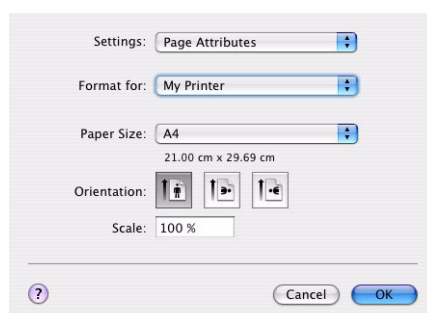 Settings: Page Attributes
Format for: My Printer
Paper Size: A4
21.00 cm x 29.69 cm
Orientation:
Scale: 100 %
? Cancel OK